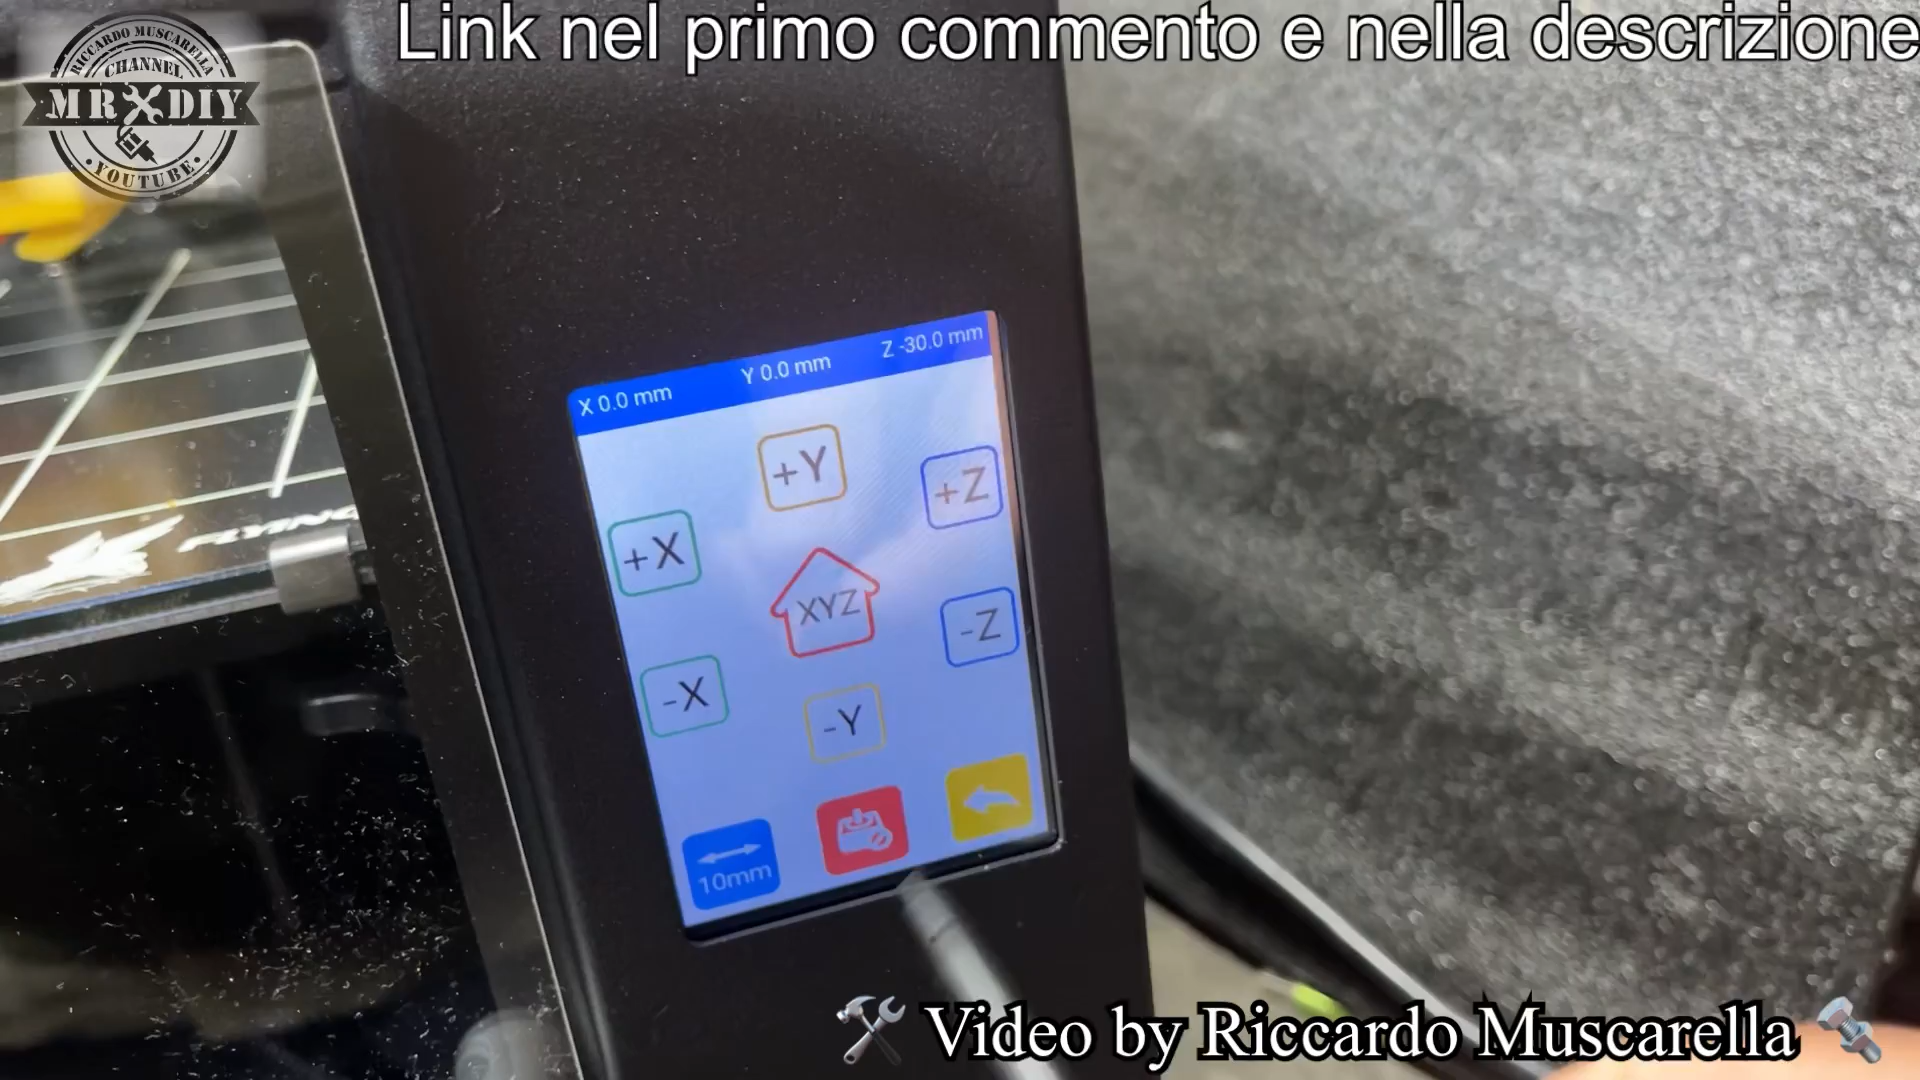 Link nel primo commento e nella descrizione
RICCARDO MUSCARELLA
CHANNEL
MR DIY
YOUTUBE
X 0.0 mm Y 0.0 mm Z -30.0 mm
+Y
+Z
+X
XYZ
-Z
-X
-Y
10mm
Video by Riccardo Muscarella